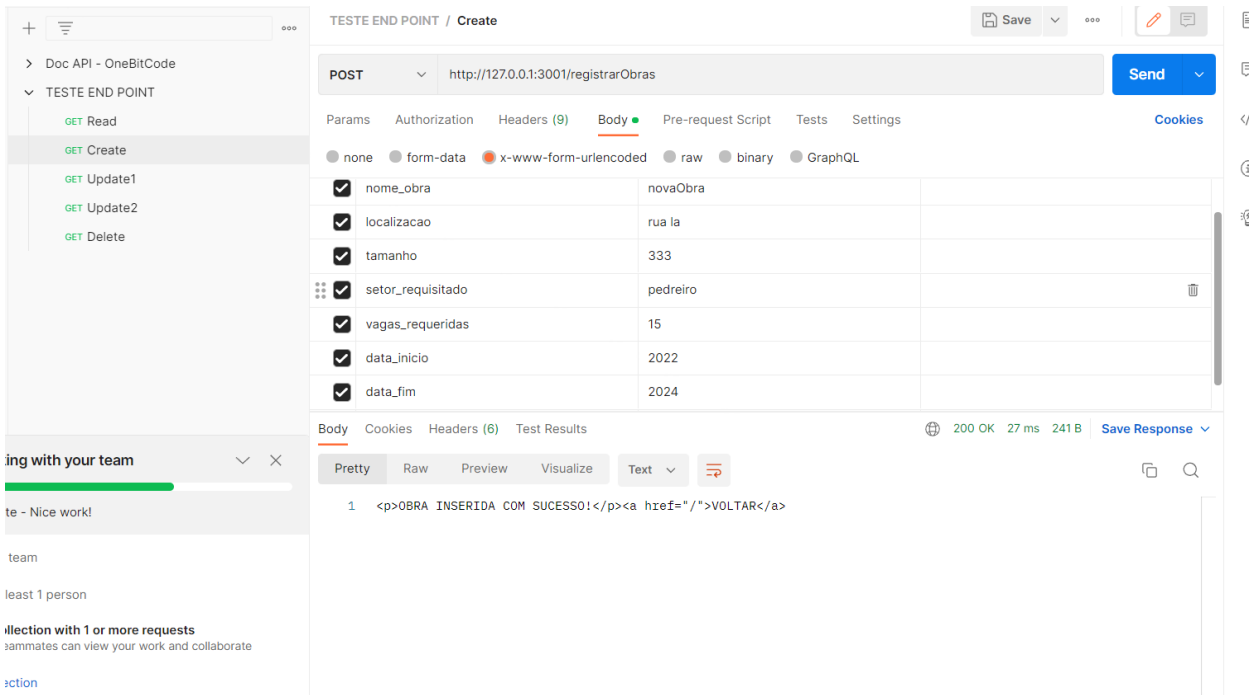 TESTE END POINT / Create
Save
Doc API - OneBitCode
TESTE END POINT
GET Read
GET Create
GET Update1
GET Update2
GET Delete
POST
http://127.0.0.1:3001/registrarObras
Send
Params Authorization Headers (9) Body Pre-request Script Tests Settings Cookies
none form-data x-www-form-urlencoded raw binary GraphQL
nome_obra novaObra
localizacao rua la
tamanho 333
setor_requisitado pedreiro
vagas_requeridas 15
data_inicio 2022
data_fim 2024
Body Cookies Headers (6) Test Results 200 OK 27 ms 241 B Save Response
Pretty Raw Preview Visualize Text
1 <p>OBRA INSERIDA COM SUCESSO!</p><a href="/">VOLTAR</a>
ing with your team
te - Nice work!
team
least 1 person
ollection with 1 or more requests
eammates can view your work and collaborate
ection